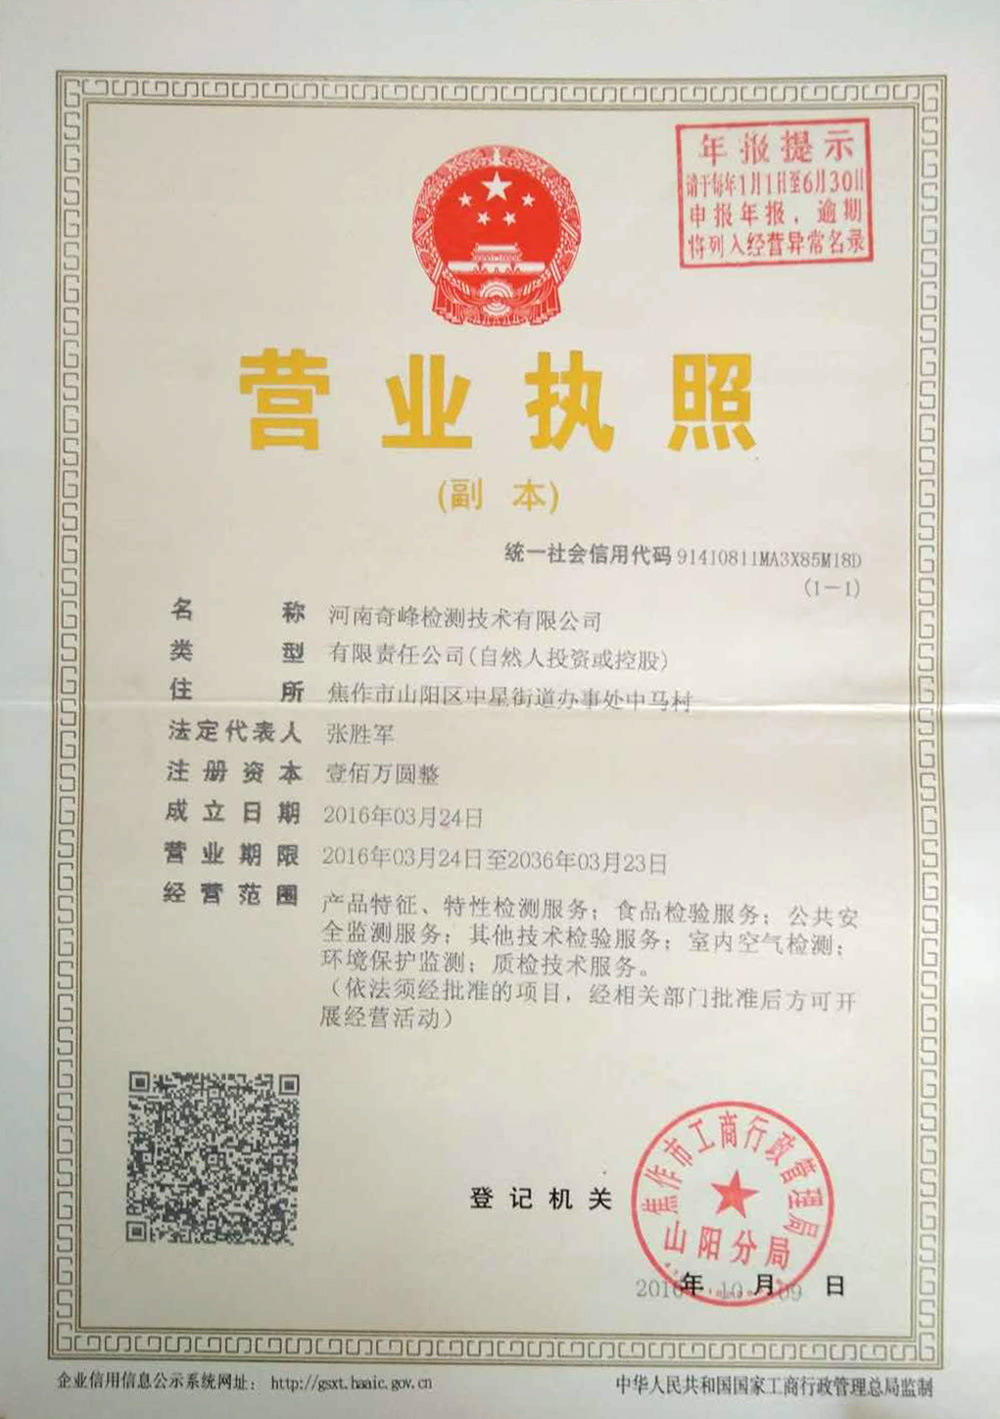 年报提示
请于每年1月1日至6月30日
申报年报，逾期
将列入经营异常名录
营业执照
(副本)
统一社会信用代码 91410811MA3X85M18D
(1-1)
名称 河南奇峰检测技术有限公司
类型 有限责任公司(自然人投资或控股)
住所 焦作市山阳区中星街道办事处中马村
法定代表人 张胜军
注册资本 壹佰万圆整
成立日期 2016年03月24日
营业期限 2016年03月24日至2036年03月23日
经营范围 产品特征、特性检测服务；食品检验服务；公共安
全监测服务；其他技术检验服务；室内空气检测；
环境保护监测；质检技术服务。
（依法须经批准的项目，经相关部门批准后方可开
展经营活动）
焦作市工商行政管理局
山阳分局
登记机关
2016年10月09日
企业信用信息公示系统网址： http://gsxt.haaic.gov.cn
中华人民共和国国家工商行政管理总局监制